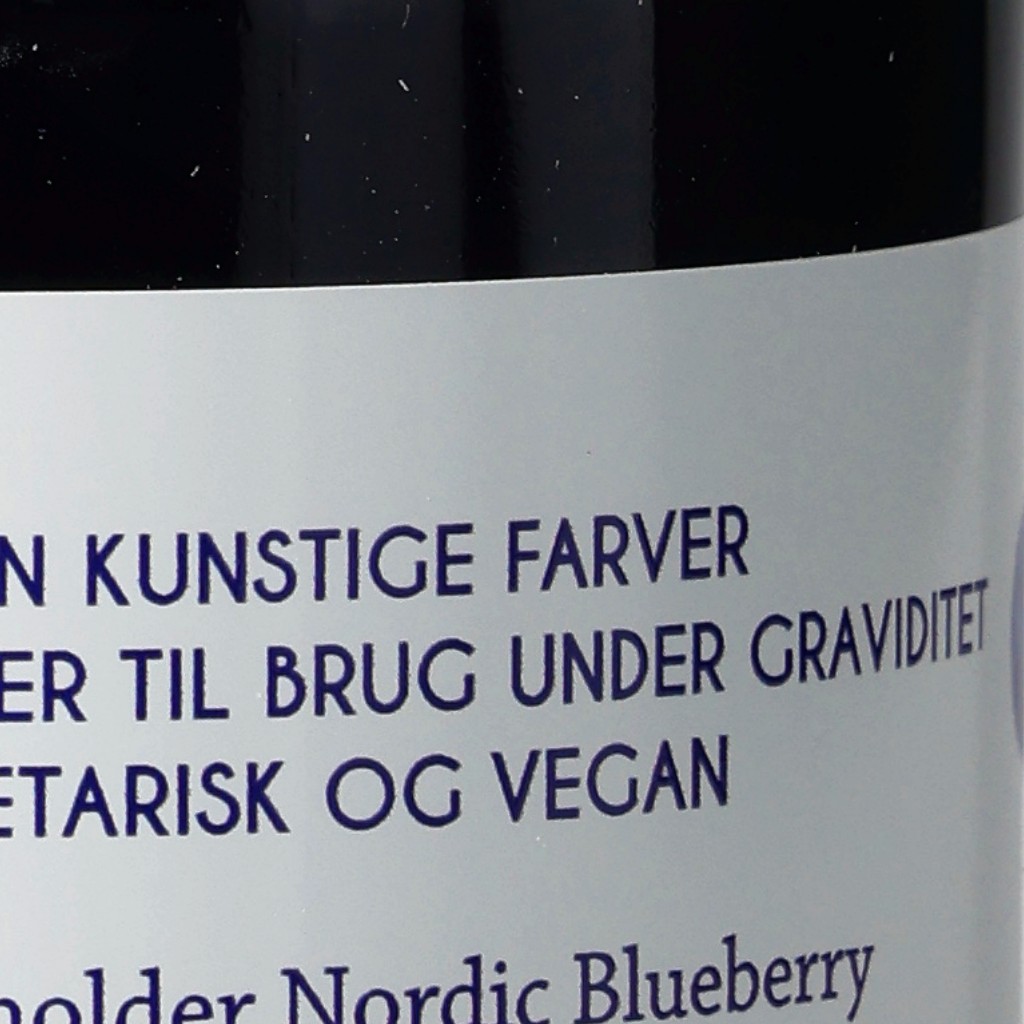 N KUNSTIGE FARVER
ER TIL BRUG UNDER GRAVIDITET
ETARISK OG VEGAN
holder Nordic Blueberry